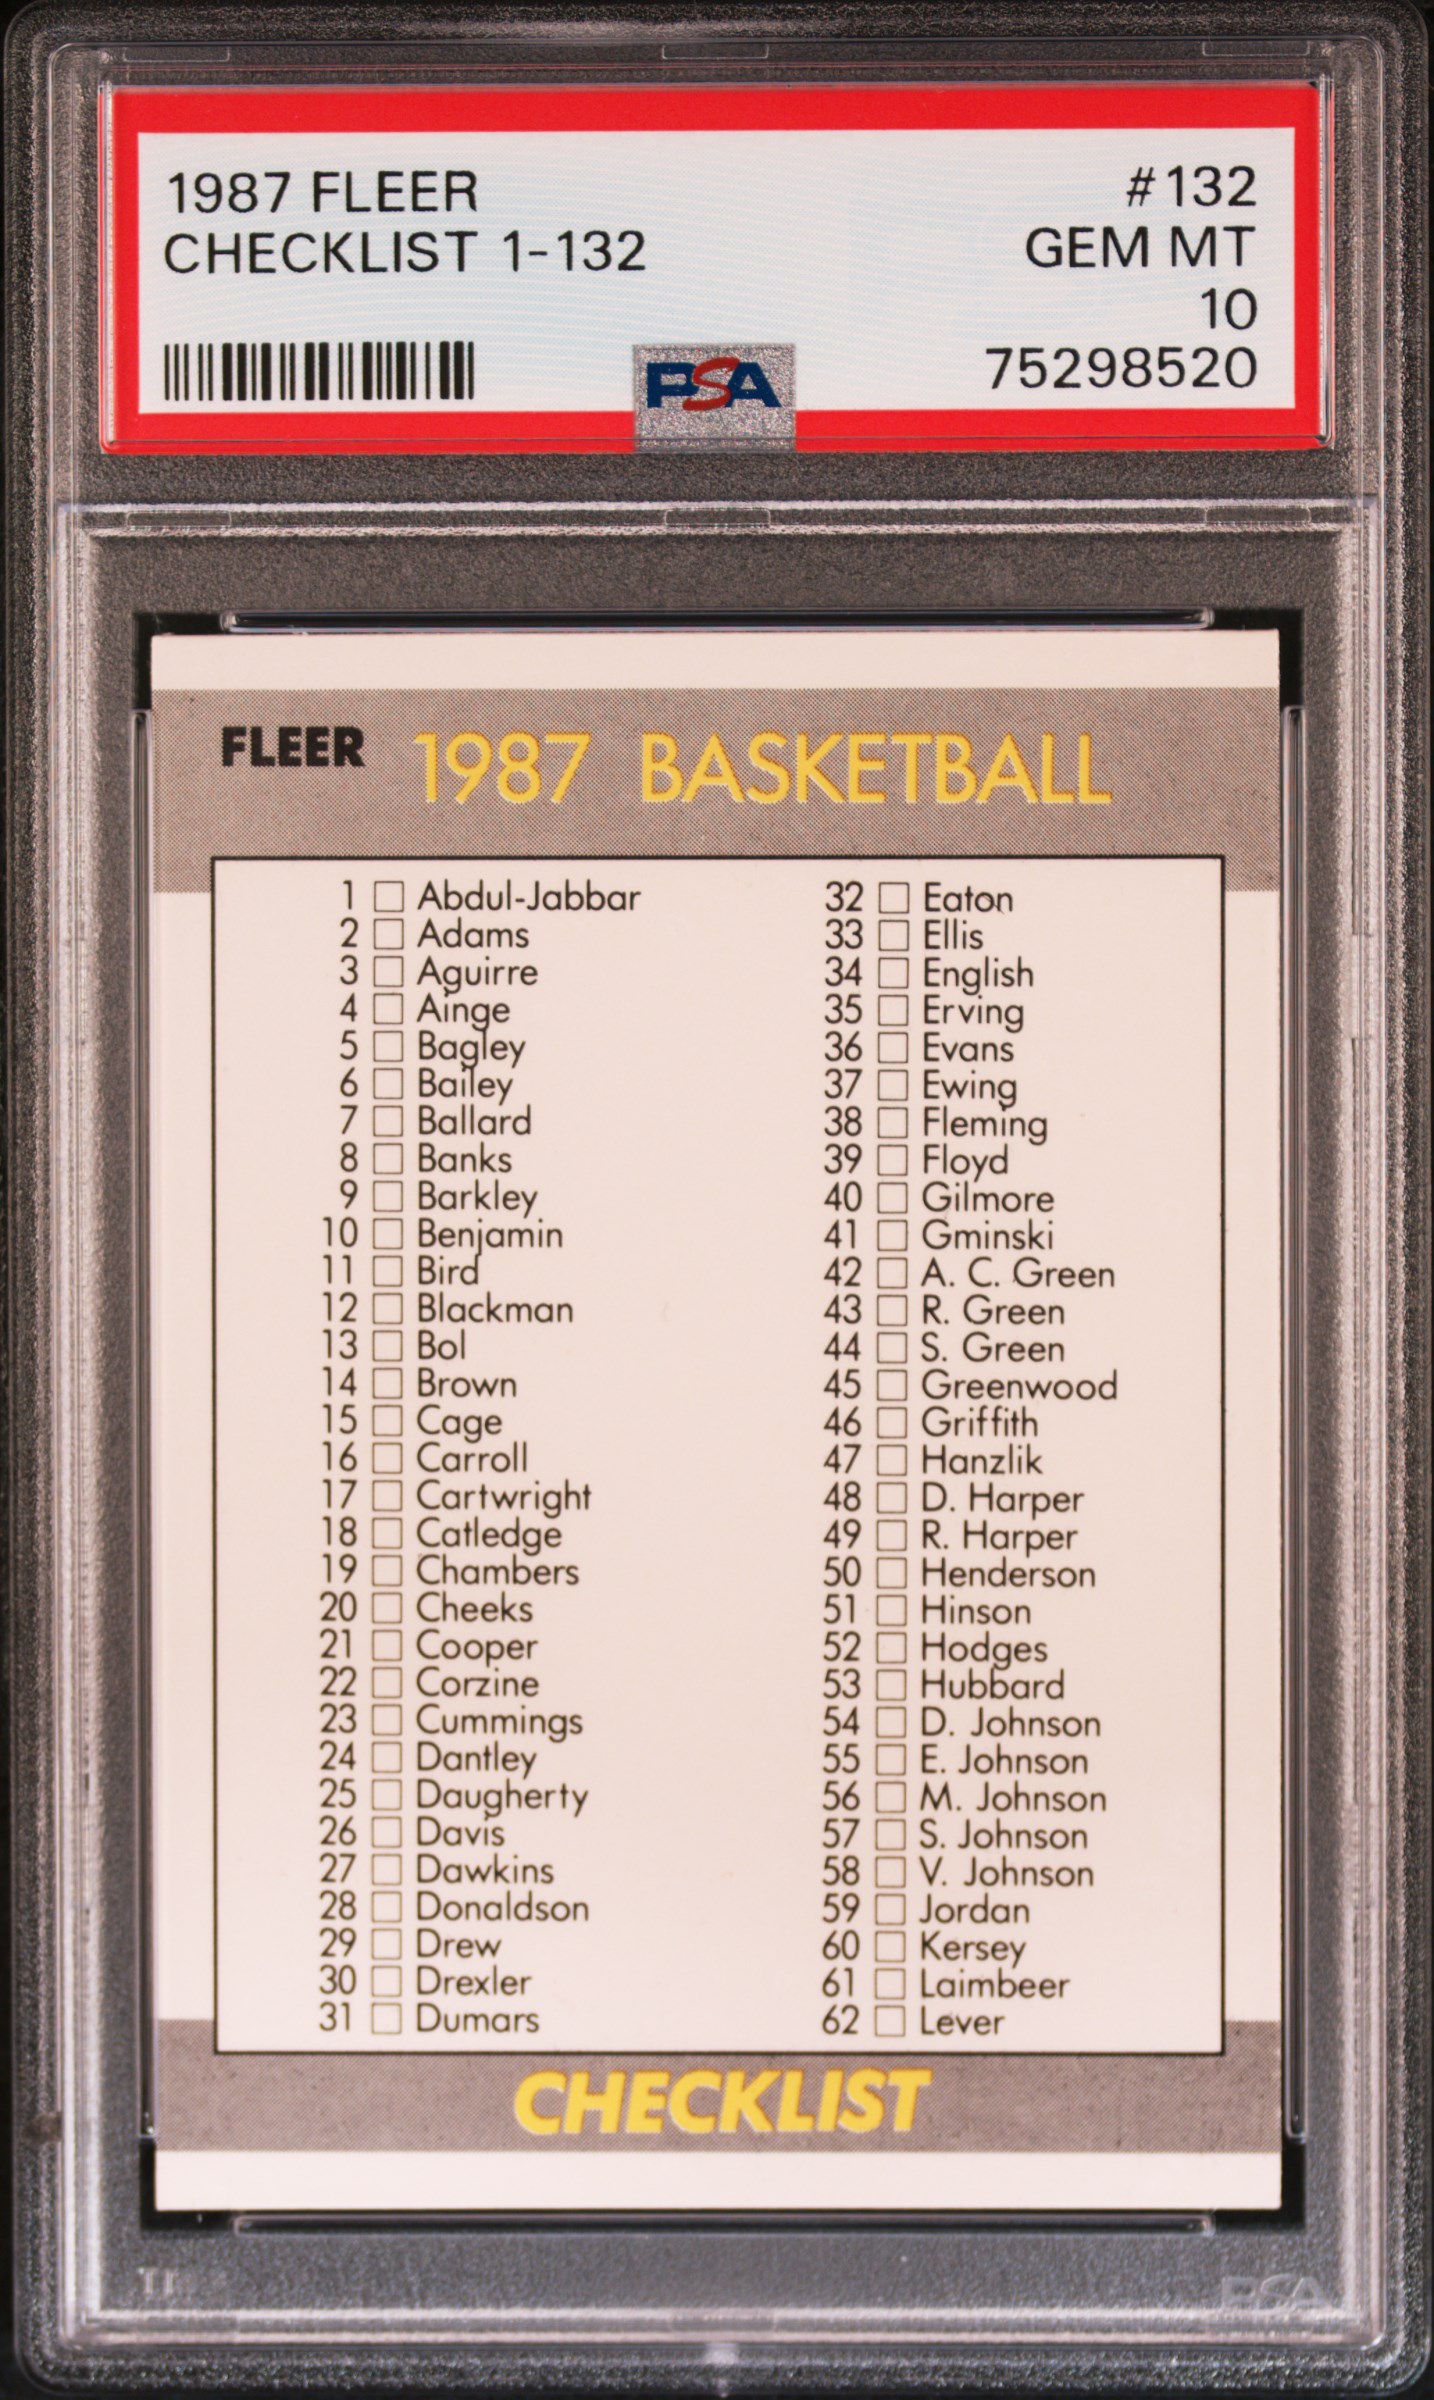 1987 FLEER #132
CHECKLIST 1-132 GEM MT
10
PSA 75298520
FLEER 1987 BASKETBALL
1 Abdul-Jabbar
2 Adams
3 Aguirre
4 Ainge
5 Bagley
6 Bailey
7 Ballard
8 Banks
9 Barkley
10 Benjamin
11 Bird
12 Blackman
13 Bol
14 Brown
15 Cage
16 Carroll
17 Cartwright
18 Catledge
19 Chambers
20 Cheeks
21 Cooper
22 Corzine
23 Cummings
24 Dantley
25 Daugherty
26 Davis
27 Dawkins
28 Donaldson
29 Drew
30 Drexler
31 Dumars
32 Eaton
33 Ellis
34 English
35 Erving
36 Evans
37 Ewing
38 Fleming
39 Floyd
40 Gilmore
41 Gminski
42 A. C. Green
43 R. Green
44 S. Green
45 Greenwood
46 Griffith
47 Hanzlik
48 D. Harper
49 R. Harper
50 Henderson
51 Hinson
52 Hodges
53 Hubbard
54 D. Johnson
55 E. Johnson
56 M. Johnson
57 S. Johnson
58 V. Johnson
59 Jordan
60 Kersey
61 Laimbeer
62 Lever
CHECKLIST
PSA